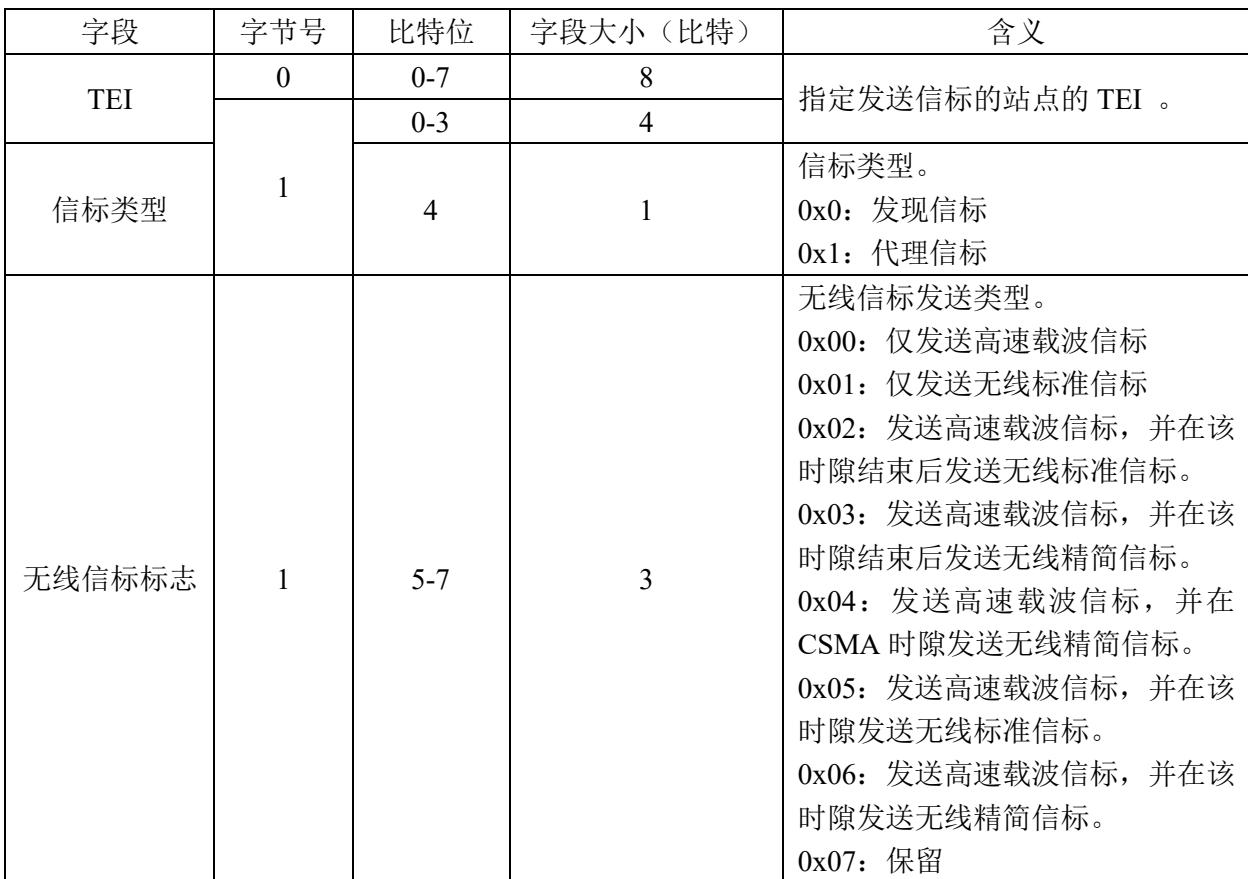 字段 字节号 比特位 字段大小（比特） 含义
TEI 0 0-7 8 指定发送信标的站点的 TEI 。
1 0-3 4
信标类型 4 1 信标类型。
0x0：发现信标
0x1：代理信标
无线信标标志 1 5-7 3 无线信标发送类型。
0x00：仅发送高速载波信标
0x01：仅发送无线标准信标
0x02：发送高速载波信标，并在该
时隙结束后发送无线标准信标。
0x03：发送高速载波信标，并在该
时隙结束后发送无线精简信标。
0x04：发送高速载波信标，并在
CSMA 时隙发送无线精简信标。
0x05：发送高速载波信标，并在该
时隙发送无线标准信标。
0x06：发送高速载波信标，并在该
时隙发送无线精简信标。
0x07：保留